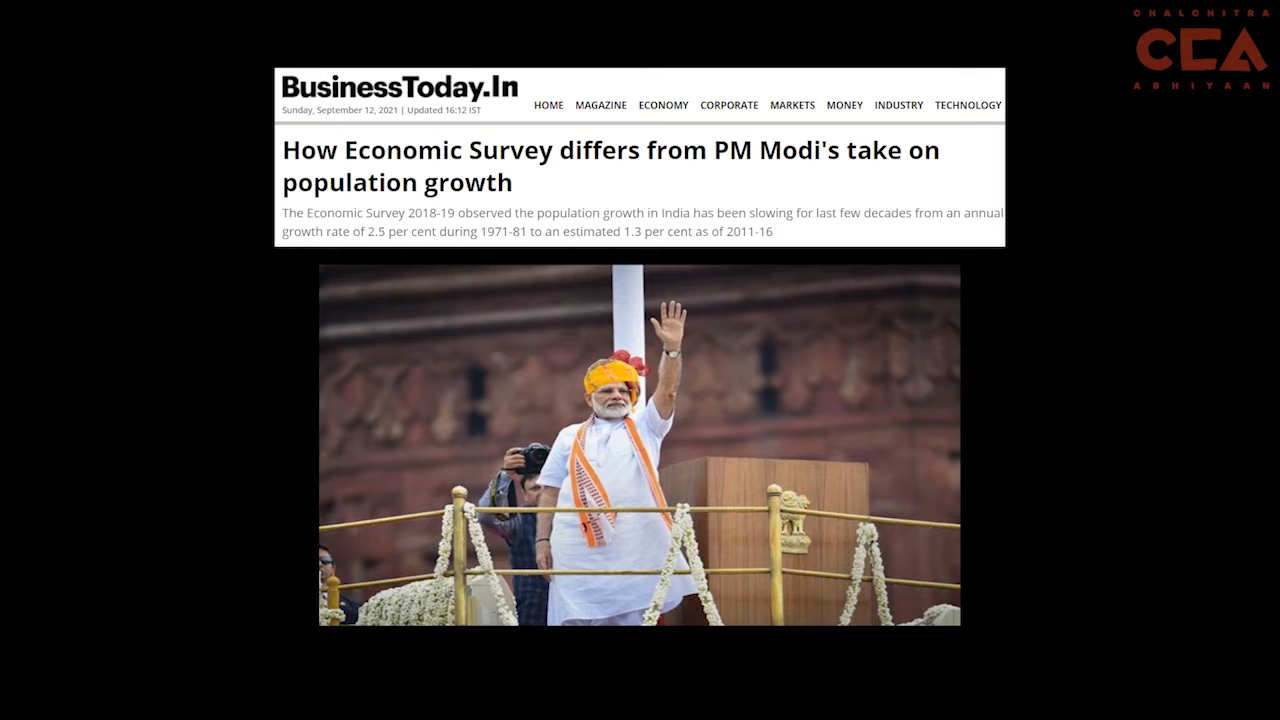 CHALCHITRA
CCA
ABHIYAAN
BusinessToday.In
Sunday, September 12, 2021 | Updated 16:12 IST
HOME MAGAZINE ECONOMY CORPORATE MARKETS MONEY INDUSTRY TECHNOLOGY
How Economic Survey differs from PM Modi's take on
population growth
The Economic Survey 2018-19 observed the population growth in India has been slowing for last few decades from an annual
growth rate of 2.5 per cent during 1971-81 to an estimated 1.3 per cent as of 2011-16